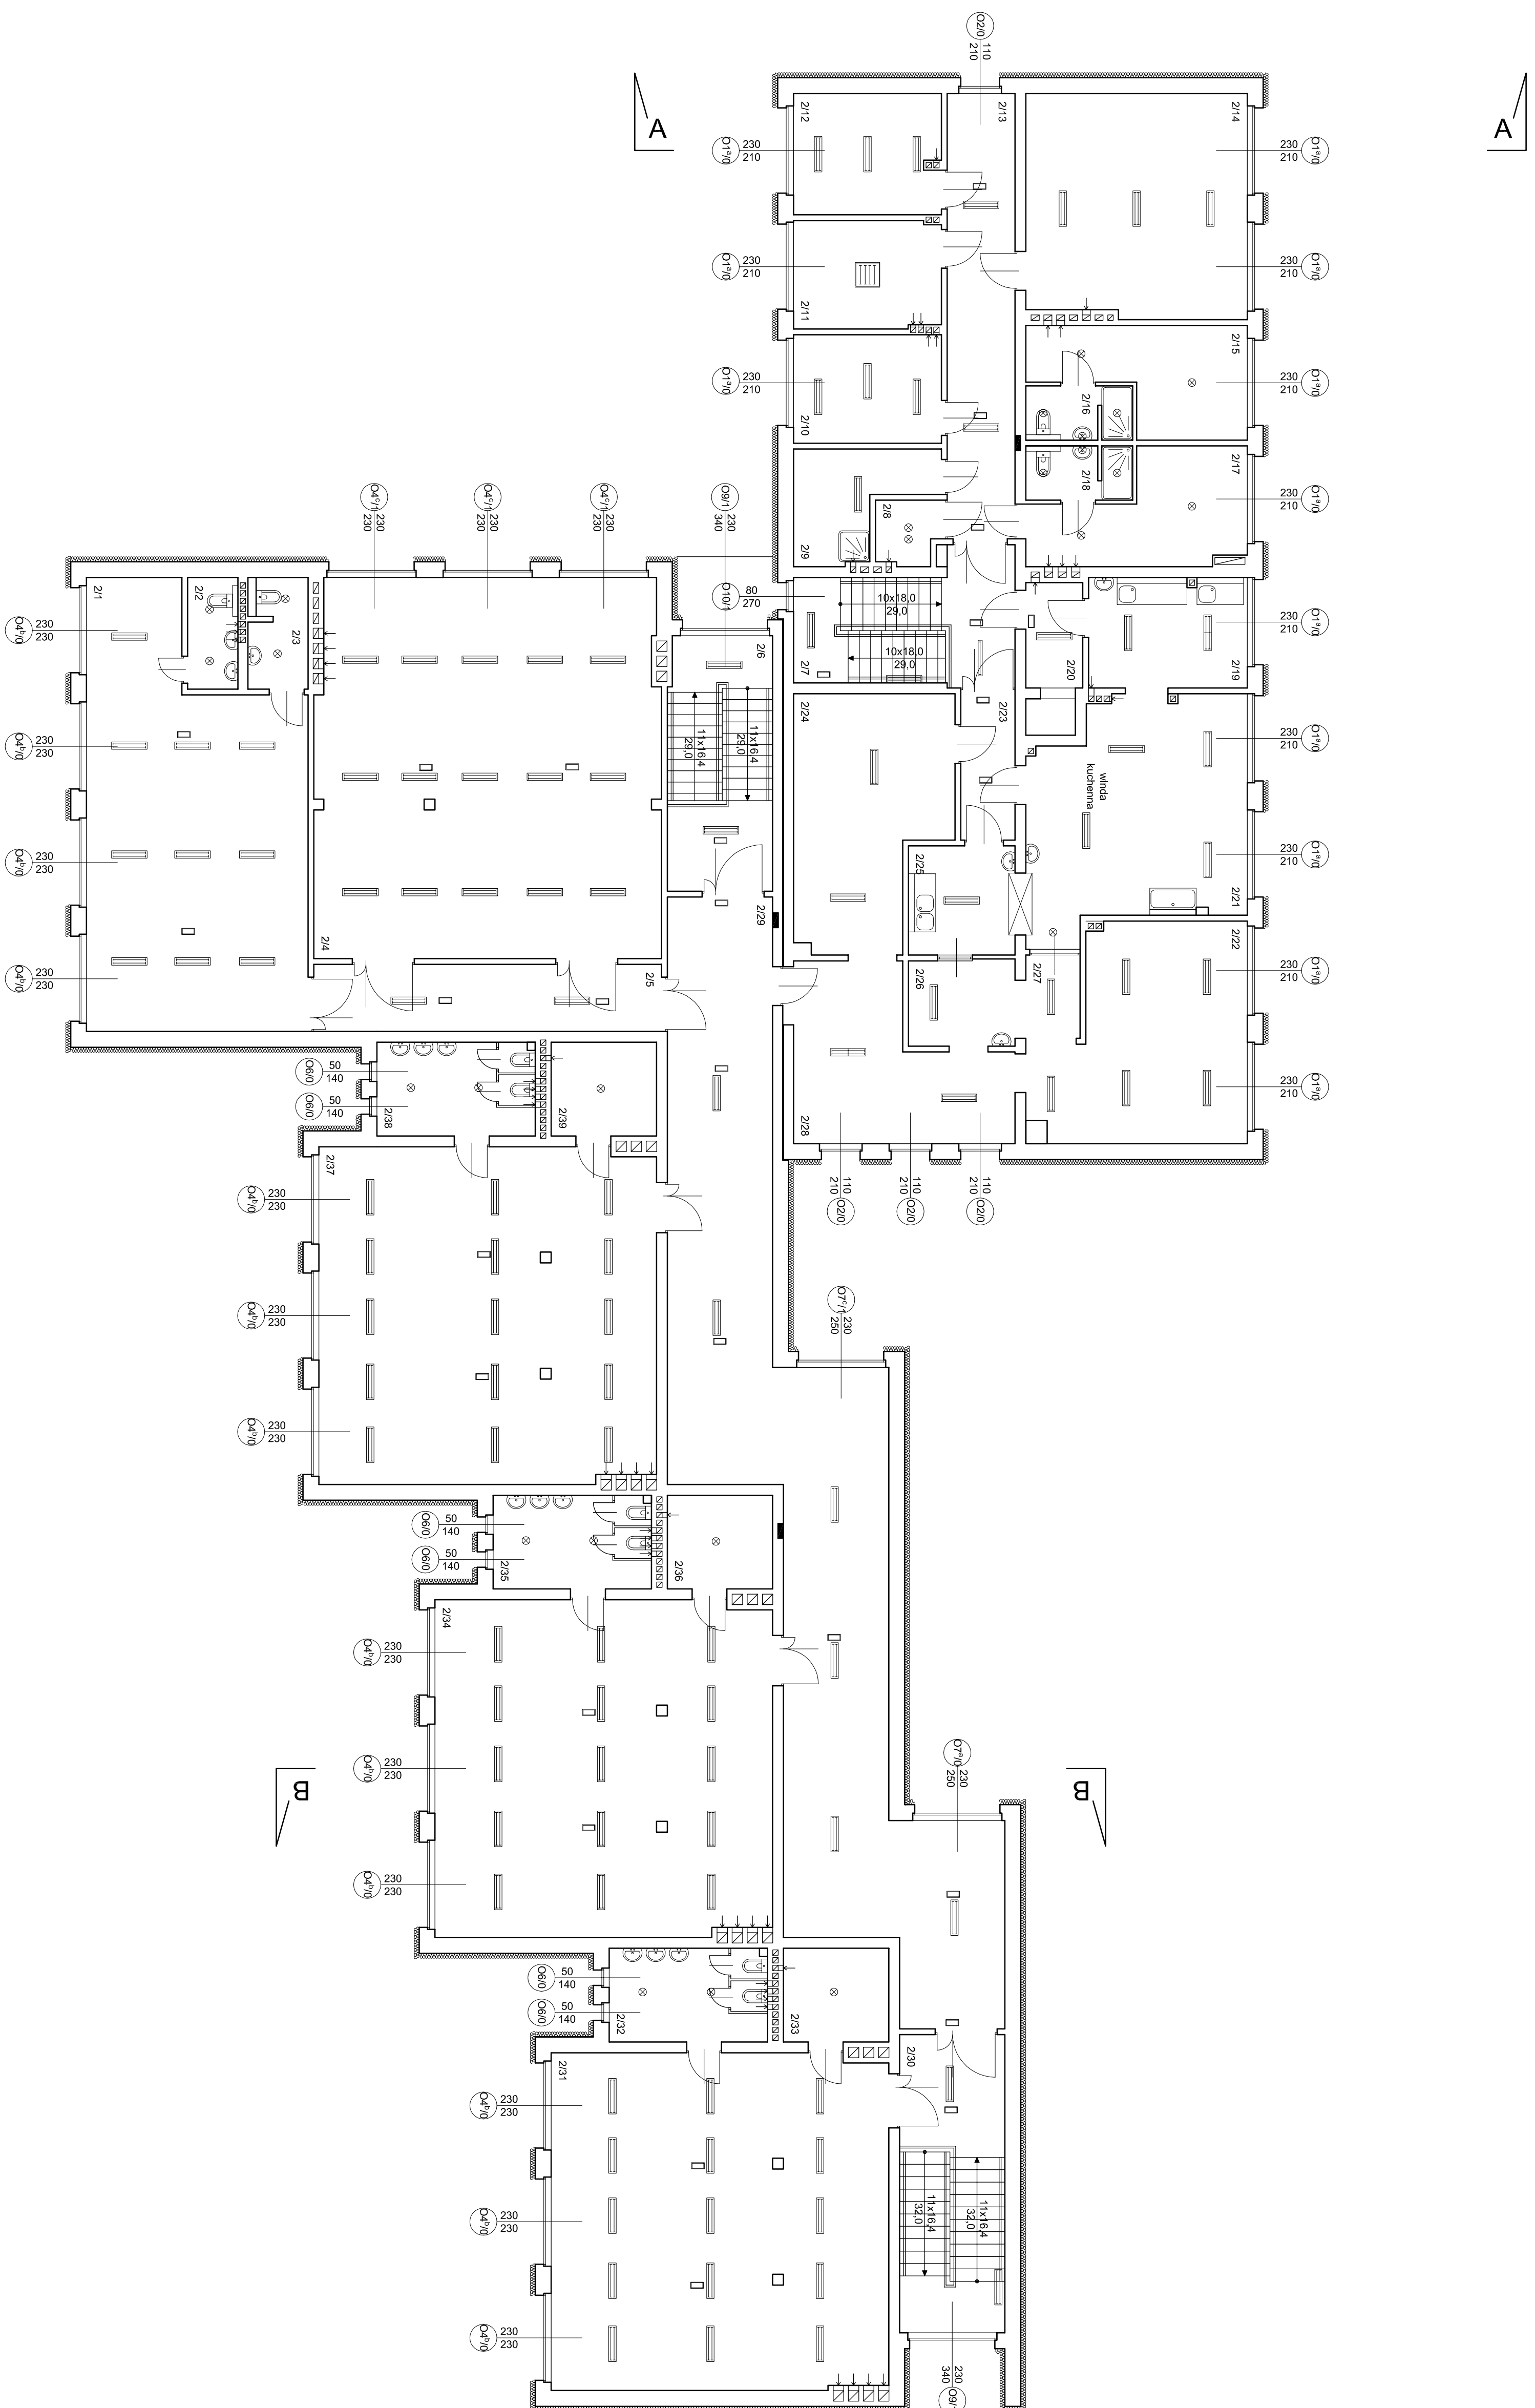 O2/0
110
210
A
A
2/12
2/13
2/14
O1ª/0
230
210
230
210
O1ª/0
O1ª/0
230
210
230
210
O1ª/0
2/11
2/15
O1ª/0
230
210
230
210
O1ª/0
2/10
2/16
2/17
2/18
O4ᶜ/1
230
230
O4ᶜ/1
230
230
O4ᶜ/1
230
230
O9/1
230
340
230
210
O1ª/0
2/8
2/9
O10/1
80
270
10x18,0
29,0
10x18,0
29,0
2/7
2/1
2/2
2/3
2/6
2/20
2/19
O4ᵇ/0
230
230
230
210
O1ª/0
2/24
2/23
11x16,4
29,0
11x16,4
29,0
O4ᵇ/0
230
230
230
210
O1ª/0
winda
kuchenna
O4ᵇ/0
230
230
230
210
O1ª/0
2/25
2/21
2/29
2/4
2/5
2/26
2/27
2/22
O4ᵇ/0
230
230
230
210
O1ª/0
O6/0
50
140
O6/0
50
140
2/38
2/39
2/28
230
210
O1ª/0
2/37
O4ᵇ/0
230
230
110
210
O2/0
110
210
O2/0
110
210
O2/0
O4ᵇ/0
230
230
O7ᶜ/1
230
250
O4ᵇ/0
230
230
O6/0
50
140
O6/0
50
140
2/35
2/36
2/34
O4ᵇ/0
230
230
O4ᵇ/0
230
230
O7ª/0
230
250
B
B
O4ᵇ/0
230
230
O6/0
50
140
O6/0
50
140
2/32
2/33
2/30
2/31
O4ᵇ/0
230
230
O4ᵇ/0
230
230
11x16,4
32,0
11x16,4
32,0
O4ᵇ/0
230
230
230
340
O9/